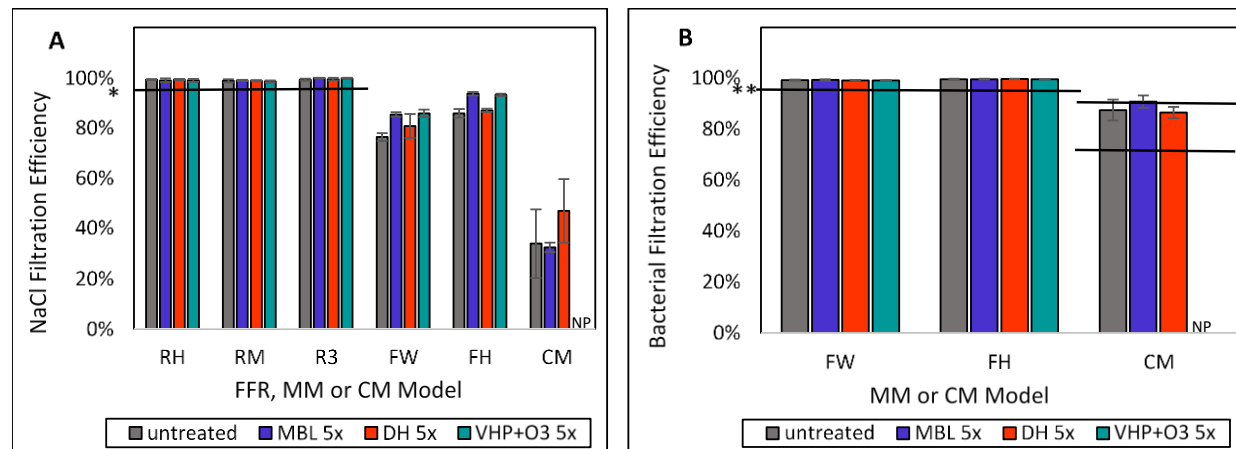 A
NaCl Filtration Efficiency
100%
*
80%
60%
40%
20%
0%
NP
RH RM R3 FW FH CM
FFR, MM or CM Model
untreated MBL 5x DH 5x VHP+O3 5x
B
Bacterial Filtration Efficiency
100%
**
80%
60%
40%
20%
0%
NP
FW FH CM
MM or CM Model
untreated MBL 5x DH 5x VHP+O3 5x